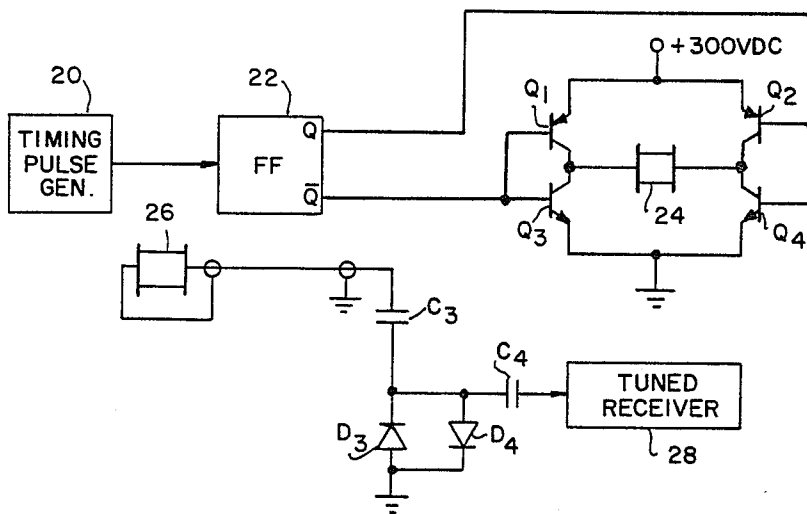 20
TIMING
PULSE
GEN.
22
Q
FF
Q̅
+300VDC
Q1
Q2
Q3
24
Q4
26
C3
C4
TUNED
RECEIVER
28
D3
D4